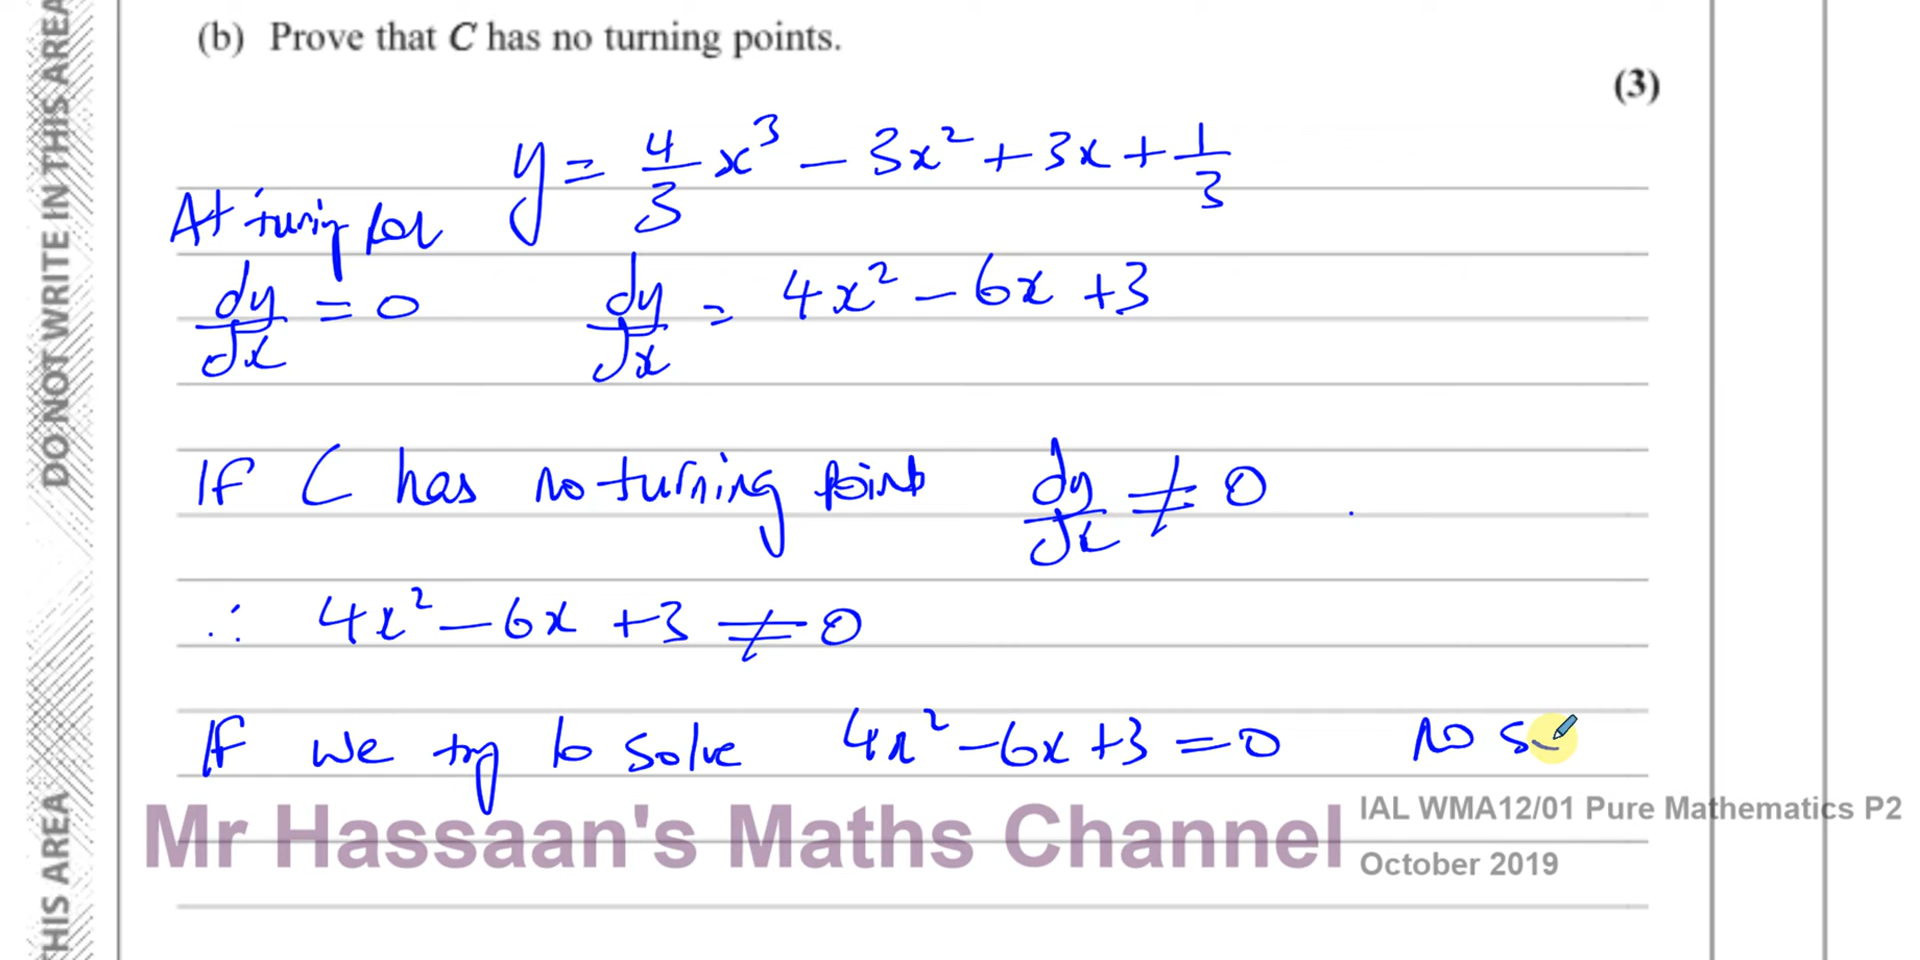 (b) Prove that C has no turning points.
(3)
y = 4/3 x³ - 3x² + 3x + 1/3
At
dy/dx = 0 dy/dx = 4x² - 6x + 3
If C has no turning point dy/dx ≠ 0 .
∴ 4x² - 6x + 3 ≠ 0
If we try to solve 4x² - 6x + 3 = 0 no s
Mr Hassaan's Maths Channel
IAL WMA12/01 Pure Mathematics P2
October 2019
DO NOT WRITE IN THIS AREA
THIS AREA